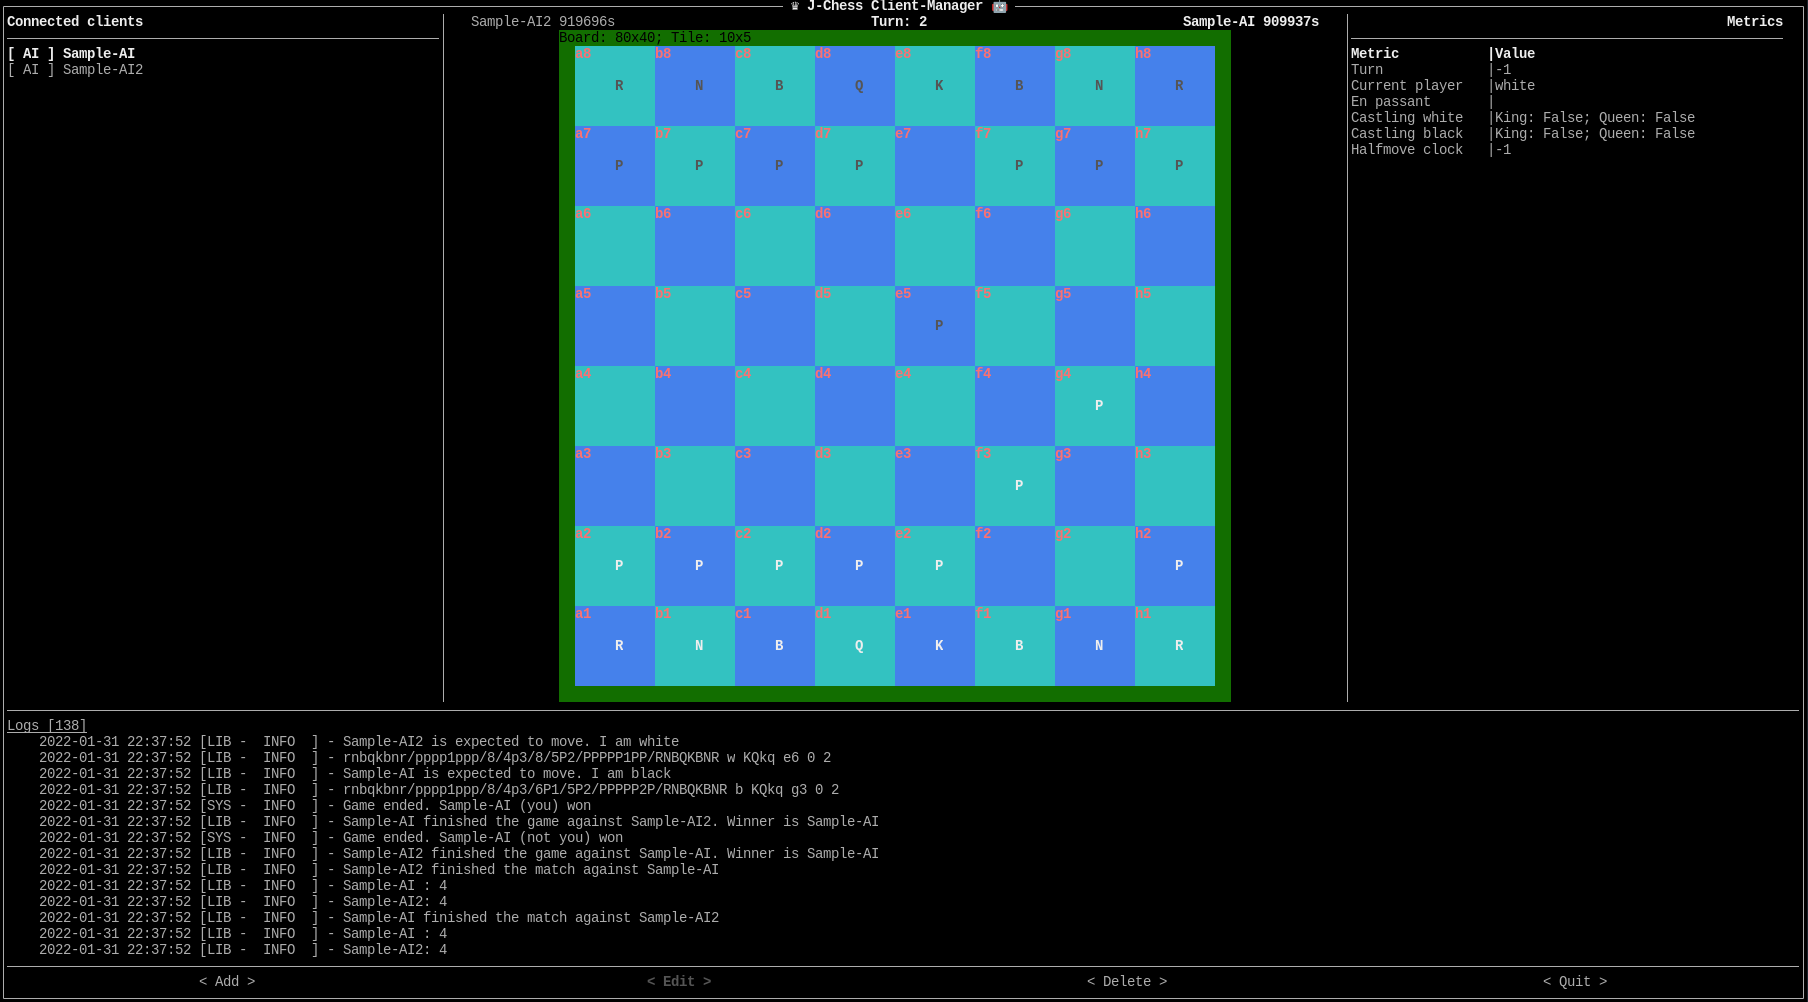 ♛ J-Chess Client-Manager 🤖
Connected clients
[ AI ] Sample-AI
[ AI ] Sample-AI2
Sample-AI2 919696s Turn: 2 Sample-AI 909937s
Board: 80x40; Tile: 10x5
a8 b8 c8 d8 e8 f8 g8 h8
R N B Q K B N R
a7 b7 c7 d7 e7 f7 g7 h7
P P P P P P P
a6 b6 c6 d6 e6 f6 g6 h6
a5 b5 c5 d5 e5 f5 g5 h5
P
a4 b4 c4 d4 e4 f4 g4 h4
P
a3 b3 c3 d3 e3 f3 g3 h3
P
a2 b2 c2 d2 e2 f2 g2 h2
P P P P P P
a1 b1 c1 d1 e1 f1 g1 h1
R N B Q K B N R
Metrics
Metric |Value
Turn |-1
Current player |white
En passant |
Castling white |King: False; Queen: False
Castling black |King: False; Queen: False
Halfmove clock |-1
Logs [138]
2022-01-31 22:37:52 [LIB -  INFO  ] - Sample-AI2 is expected to move. I am white
2022-01-31 22:37:52 [LIB -  INFO  ] - rnbqkbnr/pppp1ppp/8/4p3/8/5P2/PPPPP1PP/RNBQKBNR w KQkq e6 0 2
2022-01-31 22:37:52 [LIB -  INFO  ] - Sample-AI is expected to move. I am black
2022-01-31 22:37:52 [LIB -  INFO  ] - rnbqkbnr/pppp1ppp/8/4p3/6P1/5P2/PPPPP2P/RNBQKBNR b KQkq g3 0 2
2022-01-31 22:37:52 [SYS -  INFO  ] - Game ended. Sample-AI (you) won
2022-01-31 22:37:52 [LIB -  INFO  ] - Sample-AI finished the game against Sample-AI2. Winner is Sample-AI
2022-01-31 22:37:52 [SYS -  INFO  ] - Game ended. Sample-AI (not you) won
2022-01-31 22:37:52 [LIB -  INFO  ] - Sample-AI2 finished the game against Sample-AI. Winner is Sample-AI
2022-01-31 22:37:52 [LIB -  INFO  ] - Sample-AI2 finished the match against Sample-AI
2022-01-31 22:37:52 [LIB -  INFO  ] - Sample-AI : 4
2022-01-31 22:37:52 [LIB -  INFO  ] - Sample-AI2: 4
2022-01-31 22:37:52 [LIB -  INFO  ] - Sample-AI finished the match against Sample-AI2
2022-01-31 22:37:52 [LIB -  INFO  ] - Sample-AI : 4
2022-01-31 22:37:52 [LIB -  INFO  ] - Sample-AI2: 4
< Add > < Edit > < Delete > < Quit >